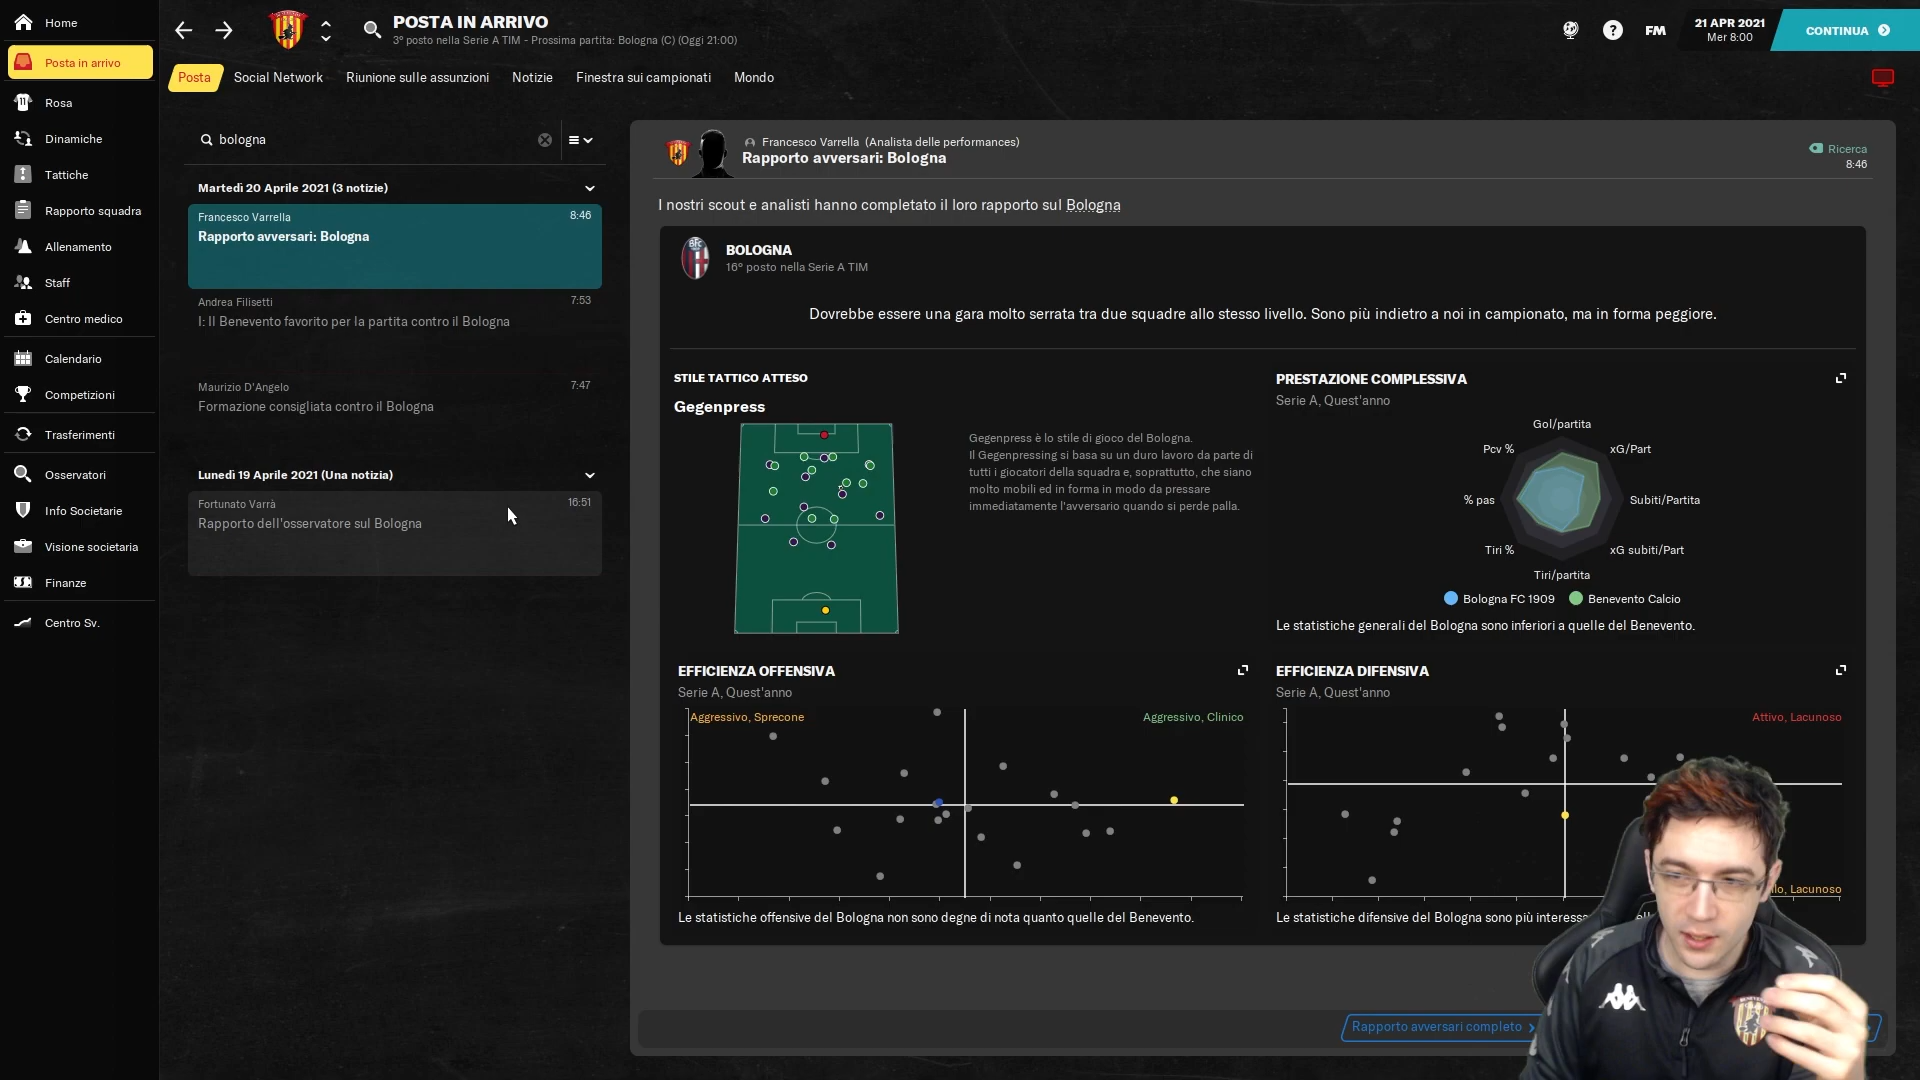 Home
Posta in arrivo
Rosa
Dinamiche
Tattiche
Rapporto squadra
Allenamento
Staff
Centro medico
Calendario
Competizioni
Trasferimenti
Osservatori
Info Societarie
Visione societaria
Finanze
Centro Sv.
POSTA IN ARRIVO
3º posto nella Serie A TIM - Prossima partita: Bologna (C) (Oggi 21:00)
FM
21 APR 2021
Mer 8:00
CONTINUA
Posta
Social Network
Riunione sulle assunzioni
Notizie
Finestra sui campionati
Mondo
bologna
Martedì 20 Aprile 2021 (3 notizie)
Francesco Varrella
8:46
Rapporto avversari: Bologna
Andrea Filisetti
7:53
I: Il Benevento favorito per la partita contro il Bologna
Maurizio D'Angelo
7:47
Formazione consigliata contro il Bologna
Lunedì 19 Aprile 2021 (Una notizia)
Fortunato Varrà
16:51
Rapporto dell'osservatore sul Bologna
Francesco Varrella (Analista delle performances)
Rapporto avversari: Bologna
Ricerca
8:46
I nostri scout e analisti hanno completato il loro rapporto sul Bologna
BOLOGNA
16º posto nella Serie A TIM
Dovrebbe essere una gara molto serrata tra due squadre allo stesso livello. Sono più indietro a noi in campionato, ma in forma peggiore.
STILE TATTICO ATTESO
Gegenpress
Gegenpress è lo stile di gioco del Bologna.
Il Gegenpressing si basa su un duro lavoro da parte di
tutti i giocatori della squadra e, soprattutto, che siano
molto mobili ed in forma in modo da pressare
immediatamente l'avversario quando si perde palla.
PRESTAZIONE COMPLESSIVA
Serie A, Quest'anno
Gol/partita
Pcv %
xG/Part
% pas
Subiti/Partita
Tiri %
xG subiti/Part
Tiri/partita
Bologna FC 1909
Benevento Calcio
Le statistiche generali del Bologna sono inferiori a quelle del Benevento.
EFFICIENZA OFFENSIVA
Serie A, Quest'anno
Aggressivo, Sprecone
Aggressivo, Clinico
Le statistiche offensive del Bologna non sono degne di nota quanto quelle del Benevento.
EFFICIENZA DIFENSIVA
Serie A, Quest'anno
Attivo, Lacunoso
Lacunoso
Le statistiche difensive del Bologna sono più
Rapporto avversari completo